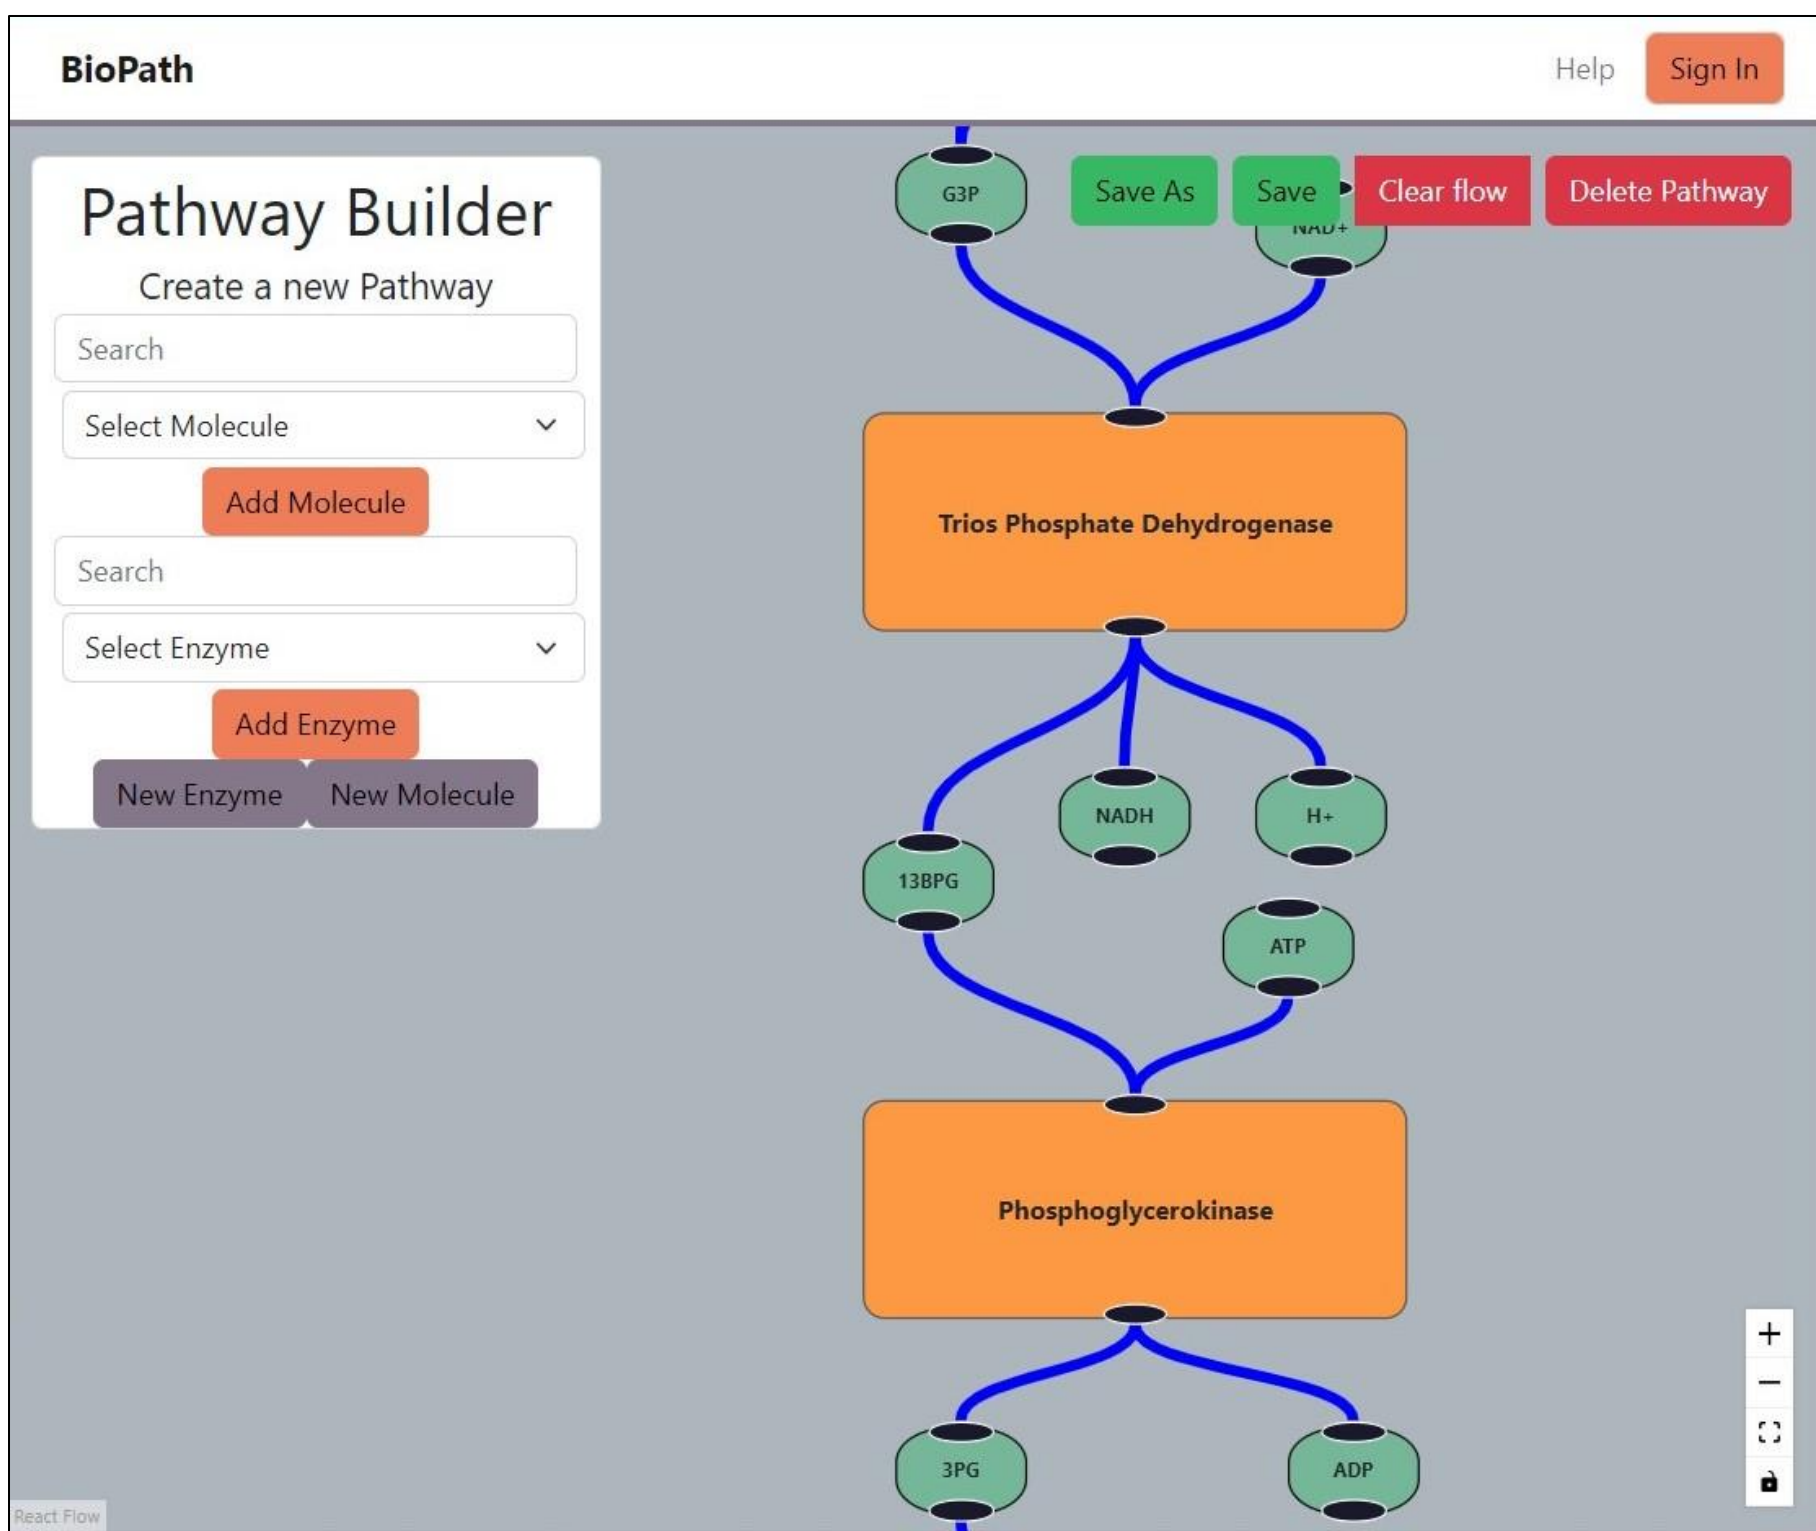 BioPath
Help
Sign In
Pathway Builder
Create a new Pathway
Search
Select Molecule
Add Molecule
Search
Select Enzyme
Add Enzyme
New Enzyme
New Molecule
G3P
Save As
Save
Clear flow
Delete Pathway
NAD+
Trios Phosphate Dehydrogenase
NADH
H+
13BPG
ATP
Phosphoglycerokinase
3PG
ADP
React Flow